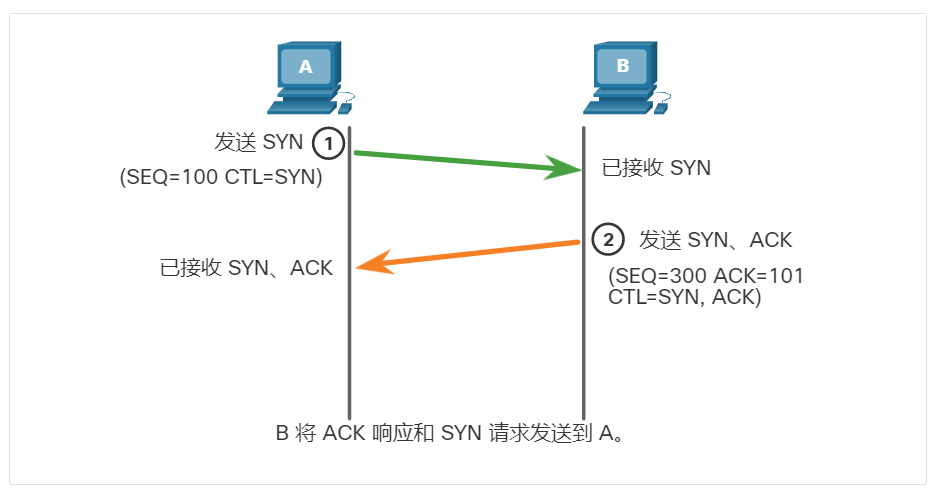 A
B
发送 SYN 1
(SEQ=100 CTL=SYN)
已接收 SYN
2 发送 SYN、ACK
已接收 SYN、ACK
(SEQ=300 ACK=101
CTL=SYN, ACK)
B 将 ACK 响应和 SYN 请求发送到 A。